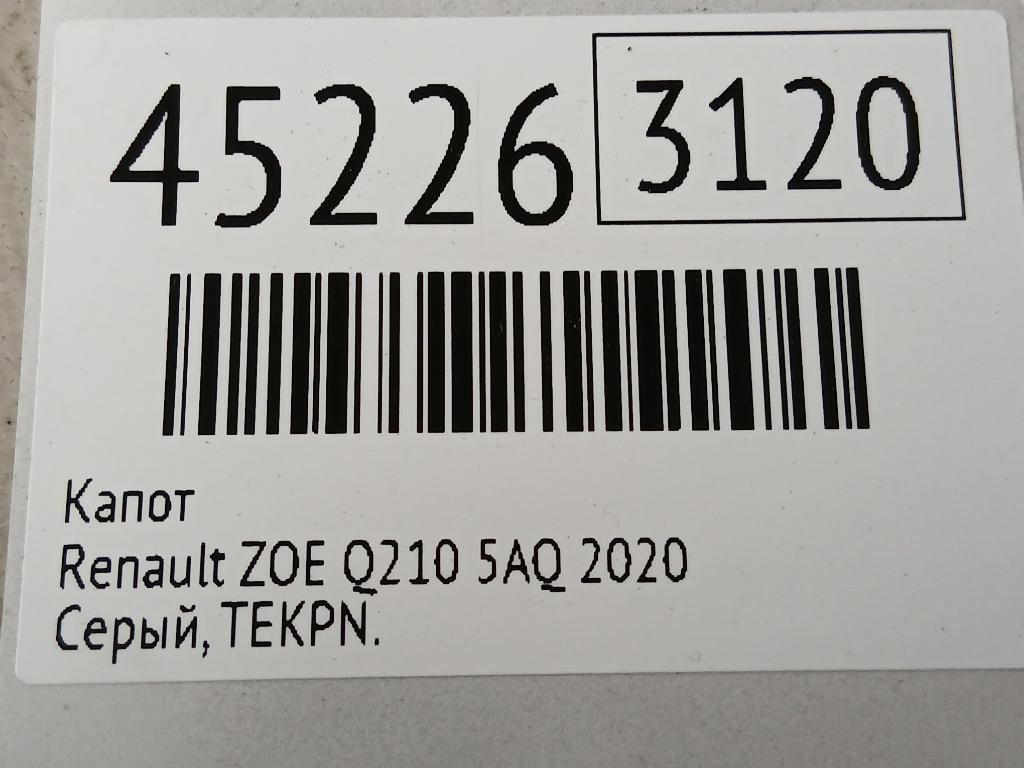 45226 3120
Капот
Renault ZOE Q210 5AQ 2020
Серый, TEKPN.